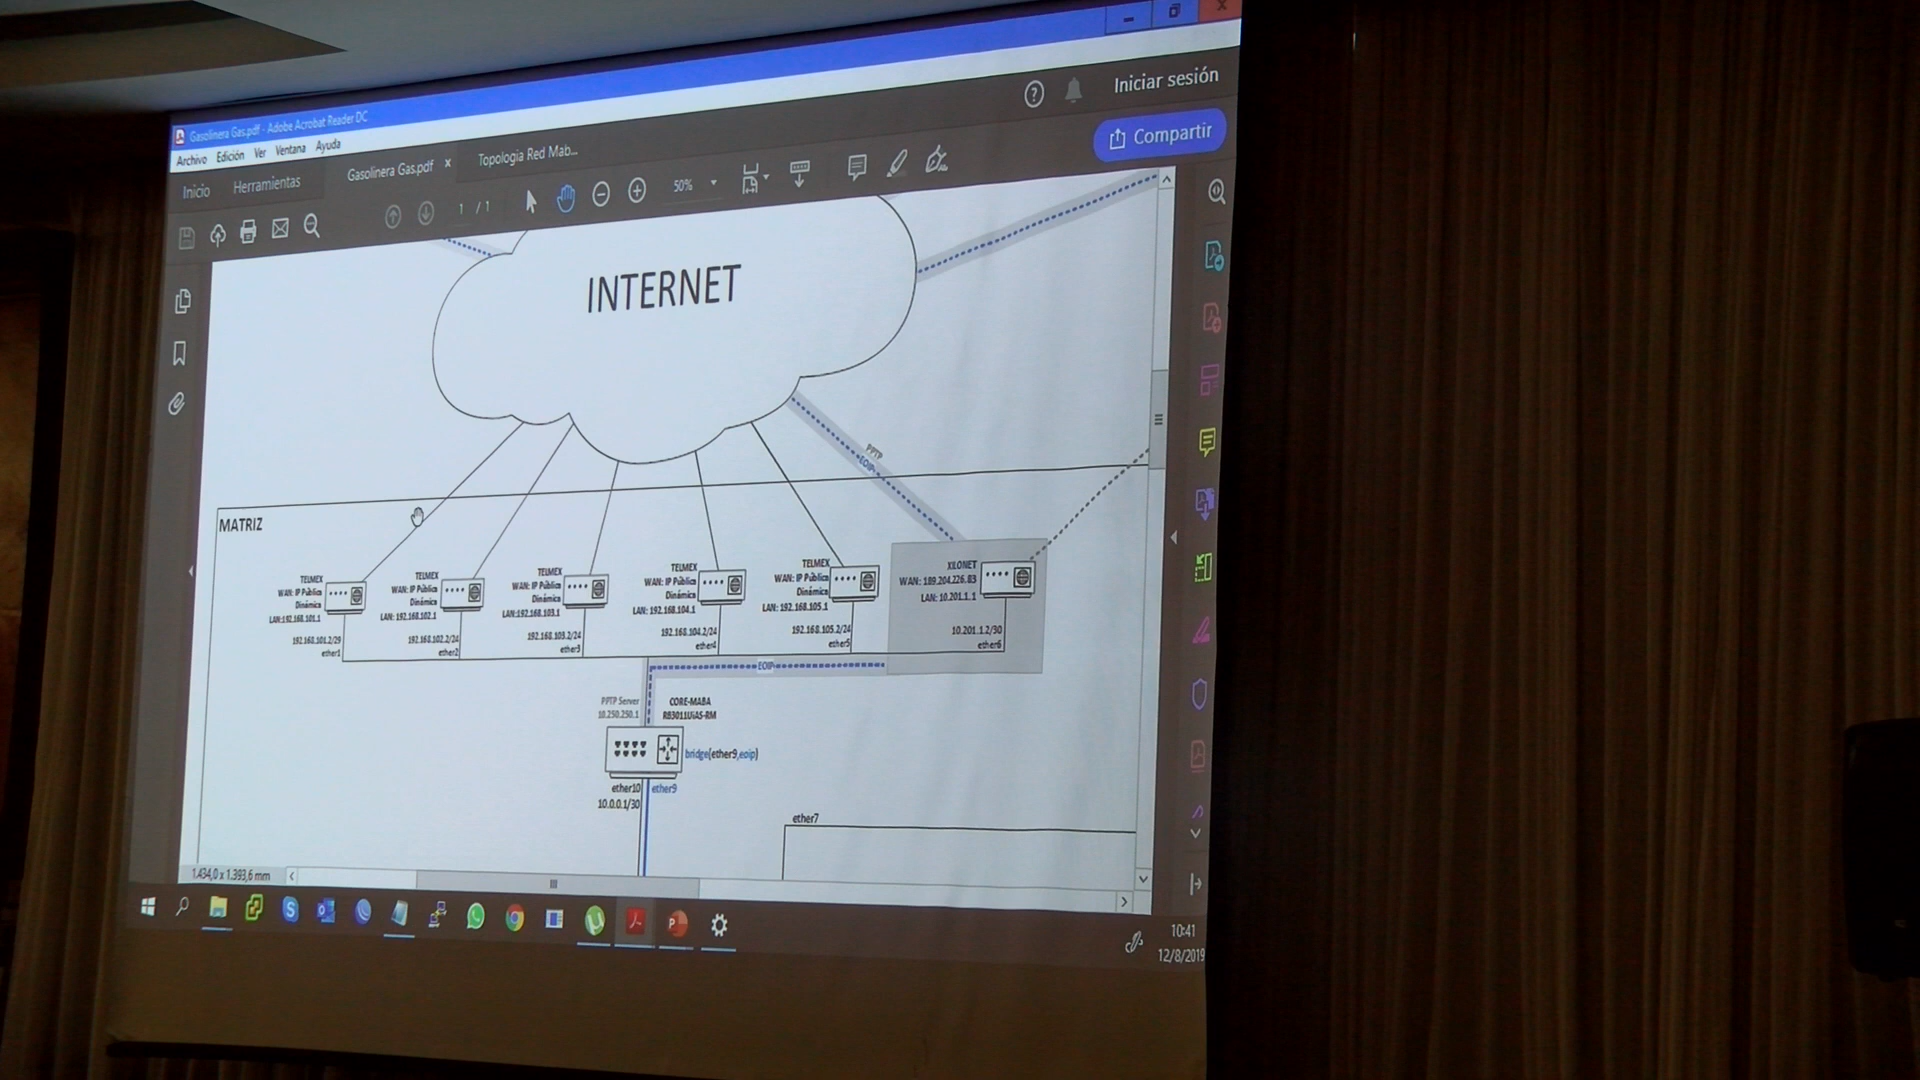 Gasolinera Gas.pdf - Adobe Acrobat Reader DC
Archivo Edición Ver Ventana Ayuda
Iniciar sesión
Inicio Herramientas
Gasolinera Gas.pdf x
Topologia Red Mab...
Compartir
1 / 1
50%
INTERNET
PPTP
EOIP
MATRIZ
TELMEX
WAN: IP Pública
Dinámica
LAN:192.168.101.1
192.168.101.2/29
ether1
TELMEX
WAN: IP Pública
Dinámica
LAN: 192.168.102.1
192.168.102.2/24
ether2
TELMEX
WAN: IP Pública
Dinámica
LAN:192.168.103.1
192.168.103.2/24
ether3
TELMEX
WAN: IP Pública
Dinámica
LAN: 192.168.104.1
192.168.104.2/24
ether4
TELMEX
WAN: IP Pública
Dinámica
LAN: 192.168.105.1
192.168.105.2/24
ether5
XILONET
WAN: 189.204.226.83
LAN: 10.201.1.1
10.201.1.2/30
ether6
EOIP
PPTP Server
10.250.250.1
CORE-MABA
RB3011UiAS-RM
bridge(ether9,eoip)
ether10
10.0.0.1/30
ether9
ether7
1.434,0 x 1.393,6 mm
10:41
12/8/2019